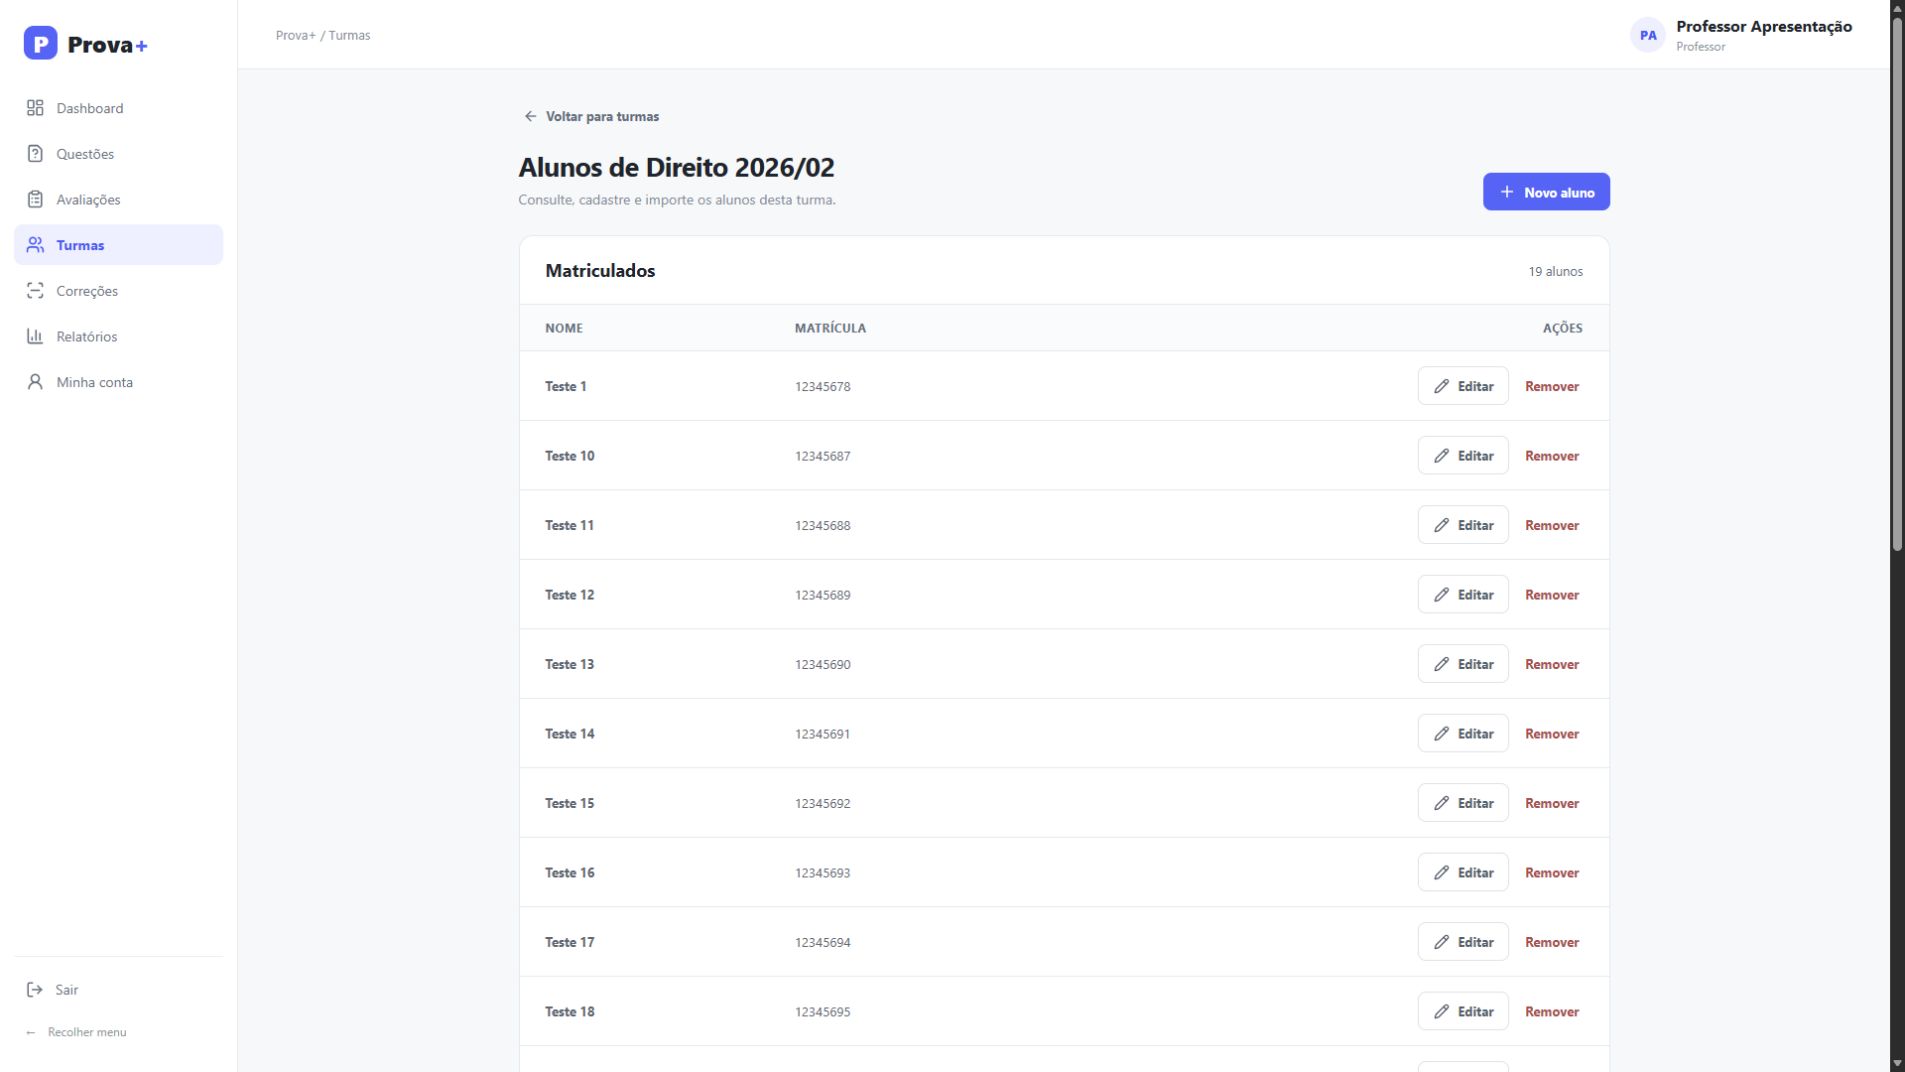 P Prova+
Dashboard
Questões
Avaliações
Turmas
Correções
Relatórios
Minha conta
Sair
← Recolher menu
Prova+ / Turmas
PA
Professor Apresentação
Professor
← Voltar para turmas
Alunos de Direito 2026/02
Consulte, cadastre e importe os alunos desta turma.
+ Novo aluno
Matriculados 19 alunos
NOME MATRÍCULA AÇÕES
Teste 1 12345678 Editar Remover
Teste 10 12345687 Editar Remover
Teste 11 12345688 Editar Remover
Teste 12 12345689 Editar Remover
Teste 13 12345690 Editar Remover
Teste 14 12345691 Editar Remover
Teste 15 12345692 Editar Remover
Teste 16 12345693 Editar Remover
Teste 17 12345694 Editar Remover
Teste 18 12345695 Editar Remover